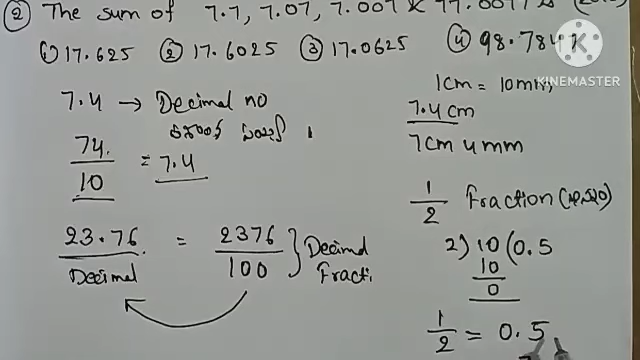 ② The sum of 7.7, 7.07, 7.007 & 77.0077 is
① 17.625 ② 17.6025 ③ 17.0625 ④ 98.784
7.4 → Decimal no
74
10
= 7.4
23.76 = 2376
Decimal
100
Decimal
Fracti
1cm = 10mm
KINEMASTER
7.4 cm
7cm 4mm
1
2
Fraction
2) 10 (0.5
10
0
1
2
= 0.5